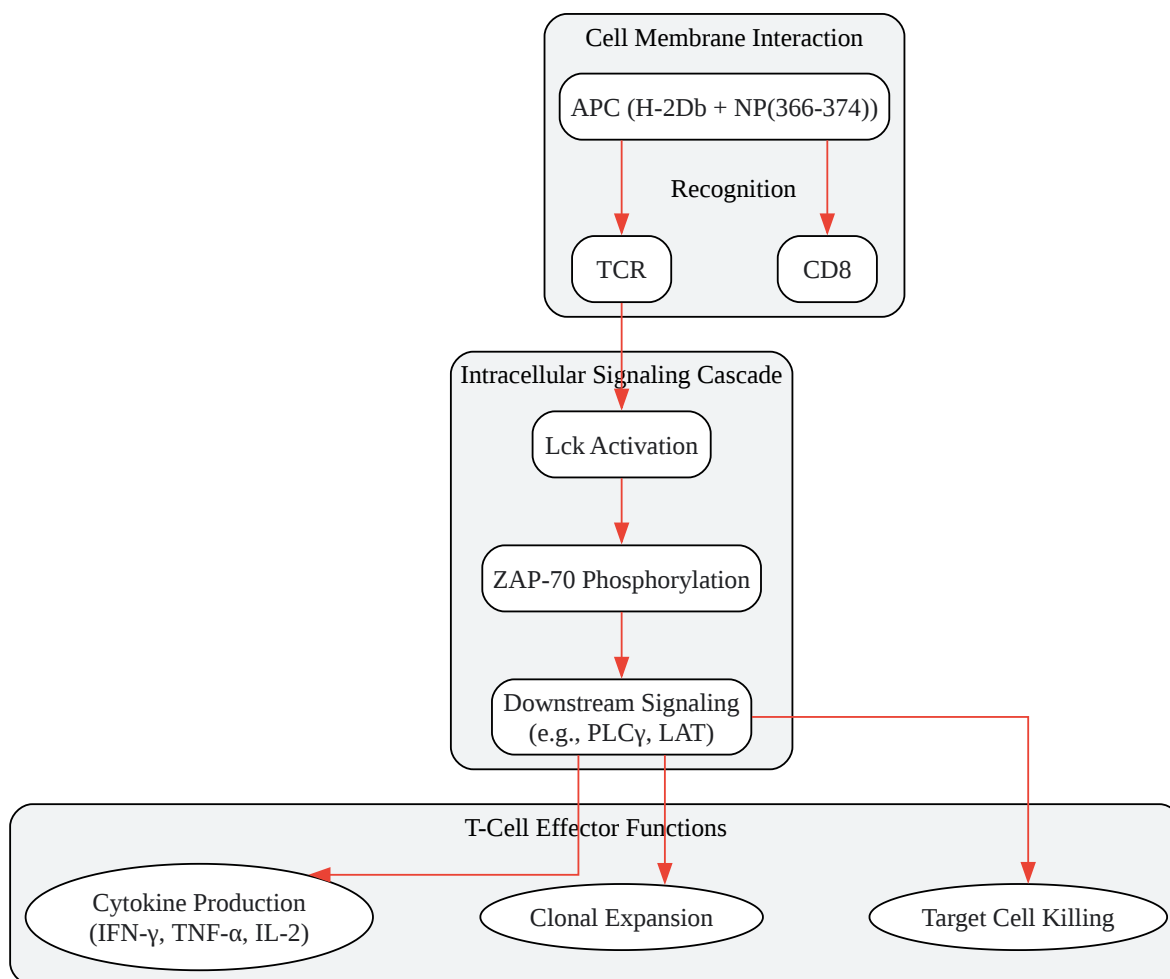 Cell Membrane Interaction
APC (H-2Db + NP(366-374))
Recognition
TCR
CD8
Intracellular Signaling Cascade
Lck Activation
ZAP-70 Phosphorylation
Downstream Signaling
(e.g., PLCγ, LAT)
T-Cell Effector Functions
Cytokine Production
(IFN-γ, TNF-α, IL-2)
Clonal Expansion
Target Cell Killing